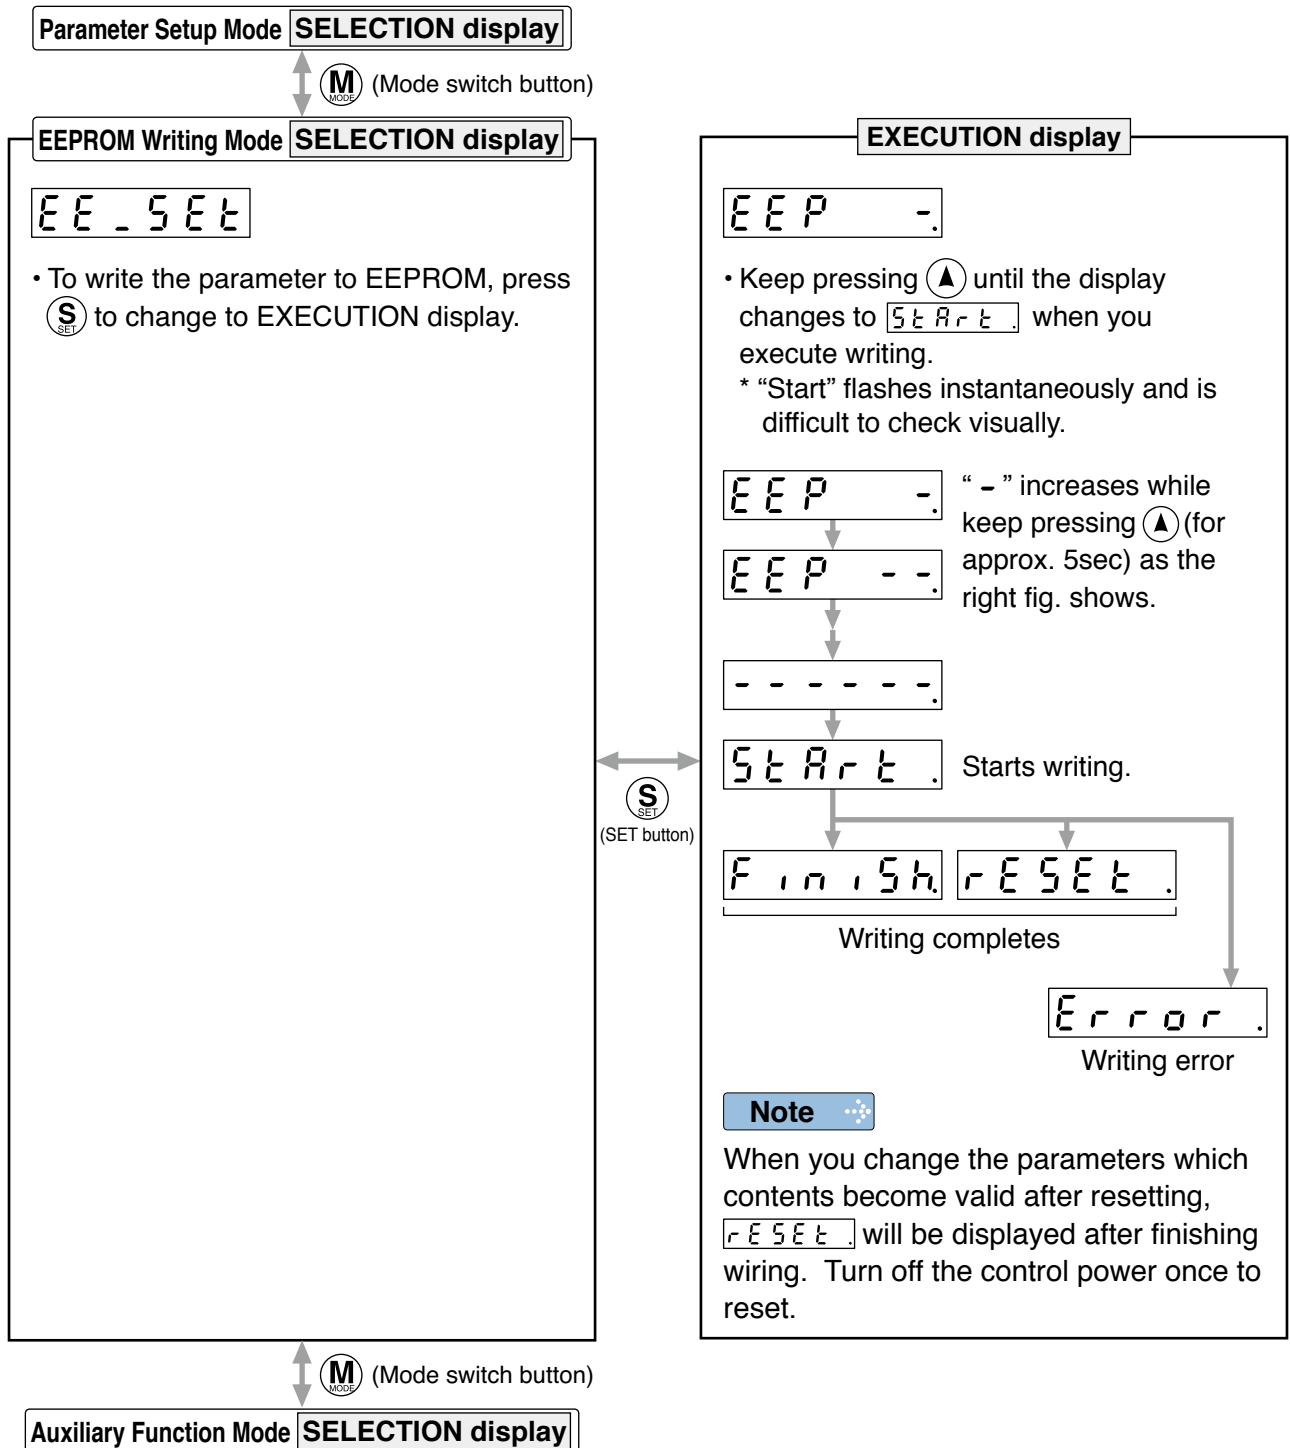 Parameter Setup Mode SELECTION display
M MODE (Mode switch button)
EEPROM Writing Mode SELECTION display
EE_SEt
• To write the parameter to EEPROM, press
S SET to change to EXECUTION display.
S SET
(SET button)
EXECUTION display
EEP -.
• Keep pressing ▲ until the display
changes to StArt . when you
execute writing.
* “Start” flashes instantaneously and is
difficult to check visually.
EEP -.
“ – ” increases while
keep pressing ▲ (for
approx. 5sec) as the
right fig. shows.
EEP --.
------.
StArt . Starts writing.
FiniSh. rESEt .
Writing completes
Error .
Writing error
Note
When you change the parameters which
contents become valid after resetting,
rESEt . will be displayed after finishing
wiring. Turn off the control power once to
reset.
M MODE (Mode switch button)
Auxiliary Function Mode SELECTION display